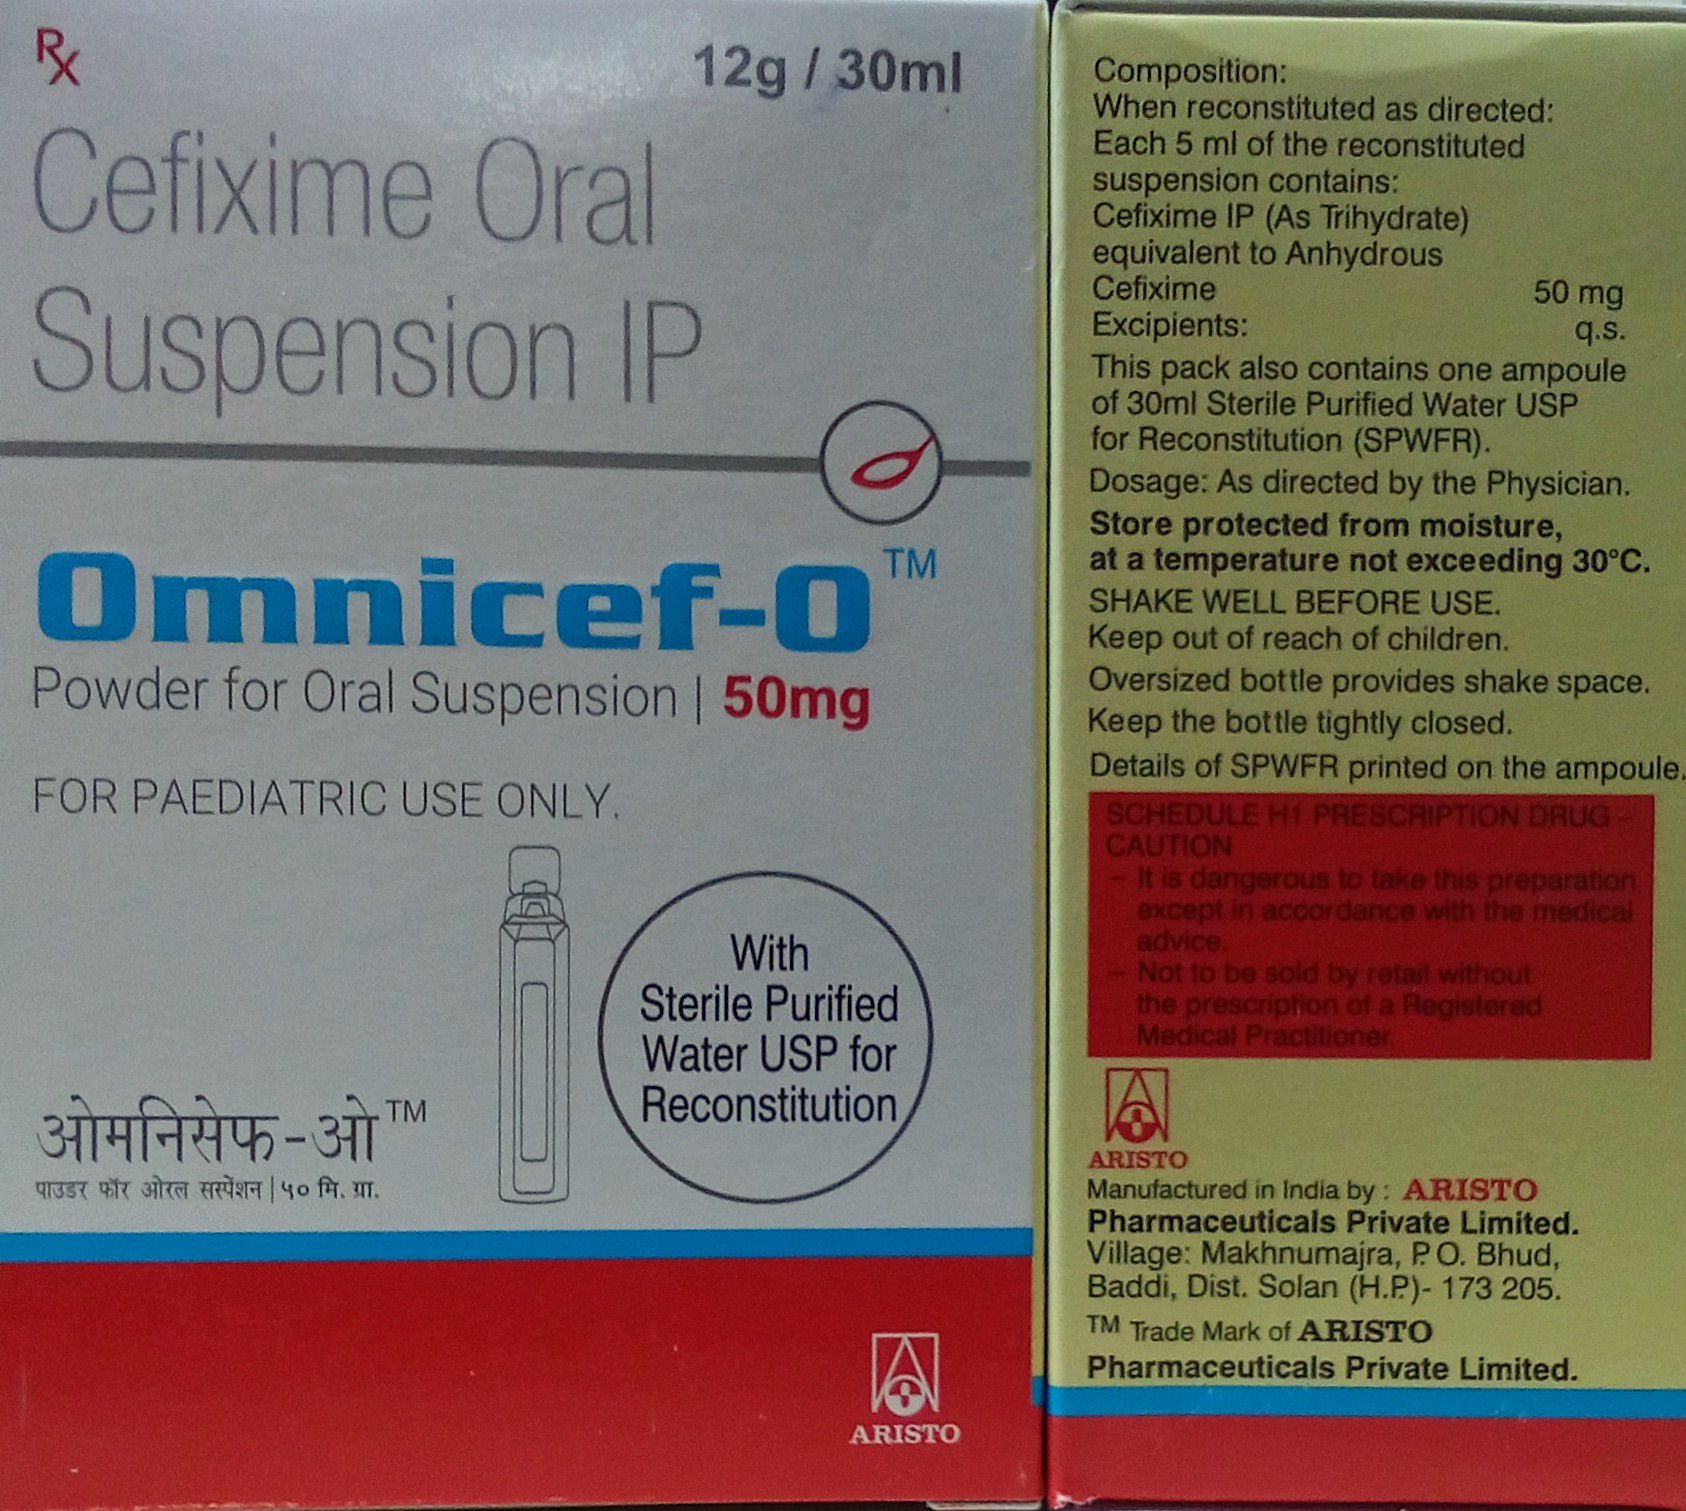 Rx
12g / 30ml
Cefixime Oral
Suspension IP
Omnicef-O™
Powder for Oral Suspension | 50mg
FOR PAEDIATRIC USE ONLY.
With
Sterile Purified
Water USP for
Reconstitution
ओमनिसेफ-ओ™
पाउडर फॉर ओरल सस्पेंशन | ५० मि. ग्रा.
ARISTO
Composition:
When reconstituted as directed:
Each 5 ml of the reconstituted
suspension contains:
Cefixime IP (As Trihydrate)
equivalent to Anhydrous
Cefixime 50 mg
Excipients: q.s.
This pack also contains one ampoule
of 30ml Sterile Purified Water USP
for Reconstitution (SPWFR).
Dosage: As directed by the Physician.
Store protected from moisture,
at a temperature not exceeding 30°C.
SHAKE WELL BEFORE USE.
Keep out of reach of children.
Oversized bottle provides shake space.
Keep the bottle tightly closed.
Details of SPWFR printed on the ampoule.
SCHEDULE H1 PRESCRIPTION DRUG –
CAUTION
– It is dangerous to take this preparation
except in accordance with the medical
advice.
– Not to be sold by retail without
the prescription of a Registered
Medical Practitioner.
ARISTO
Manufactured in India by : ARISTO
Pharmaceuticals Private Limited.
Village: Makhnumajra, P.O. Bhud,
Baddi, Dist. Solan (H.P.)- 173 205.
™ Trade Mark of ARISTO
Pharmaceuticals Private Limited.